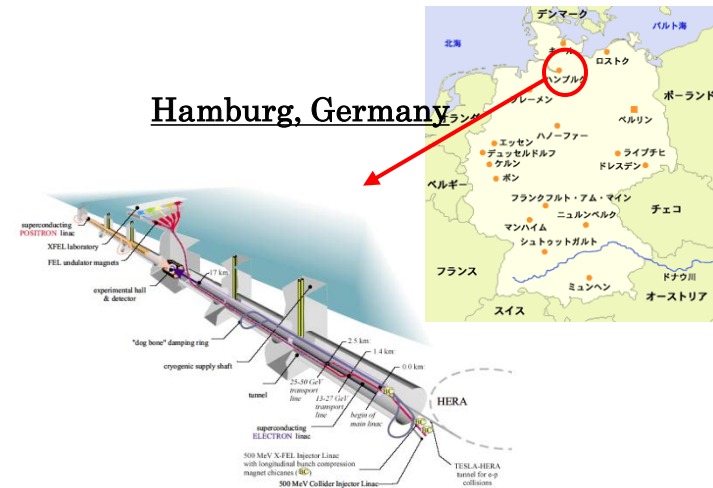 Hamburg, Germany
デンマーク
北海
バルト海
キール
ロストク
ハンブルク
ブレーメン
ポーランド
オランダ
ベルリン
ハノーファー
エッセン
デュッセルドルフ
ケルン
ライプチヒ
ドレスデン
ボン
ベルギー
フランクフルト・アム・マイン
チェコ
マンハイム
ニュルンベルク
シュトゥットガルト
フランス
ドナウ川
ミュンヘン
オーストリア
スイス
superconducting
POSITRON linac
XFEL laboratory
FEL undulator magnets
experimental hall
& detector
17 km
"dog bone" damping ring
cryogenic supply shaft
tunnel
2.5 km
1.4 km
0.0 km
25-50 GeV
transport
line
13-27 GeV
transport
line
begin of
main linac
superconducting
ELECTRON linac
BC
HERA
BC
BC
500 MeV X-FEL Injector Linac
with longitudinal bunch compression
magnet chicanes (BC)
500 MeV Collider Injector Linac
TESLA-HERA
tunnel for e-p
collisions